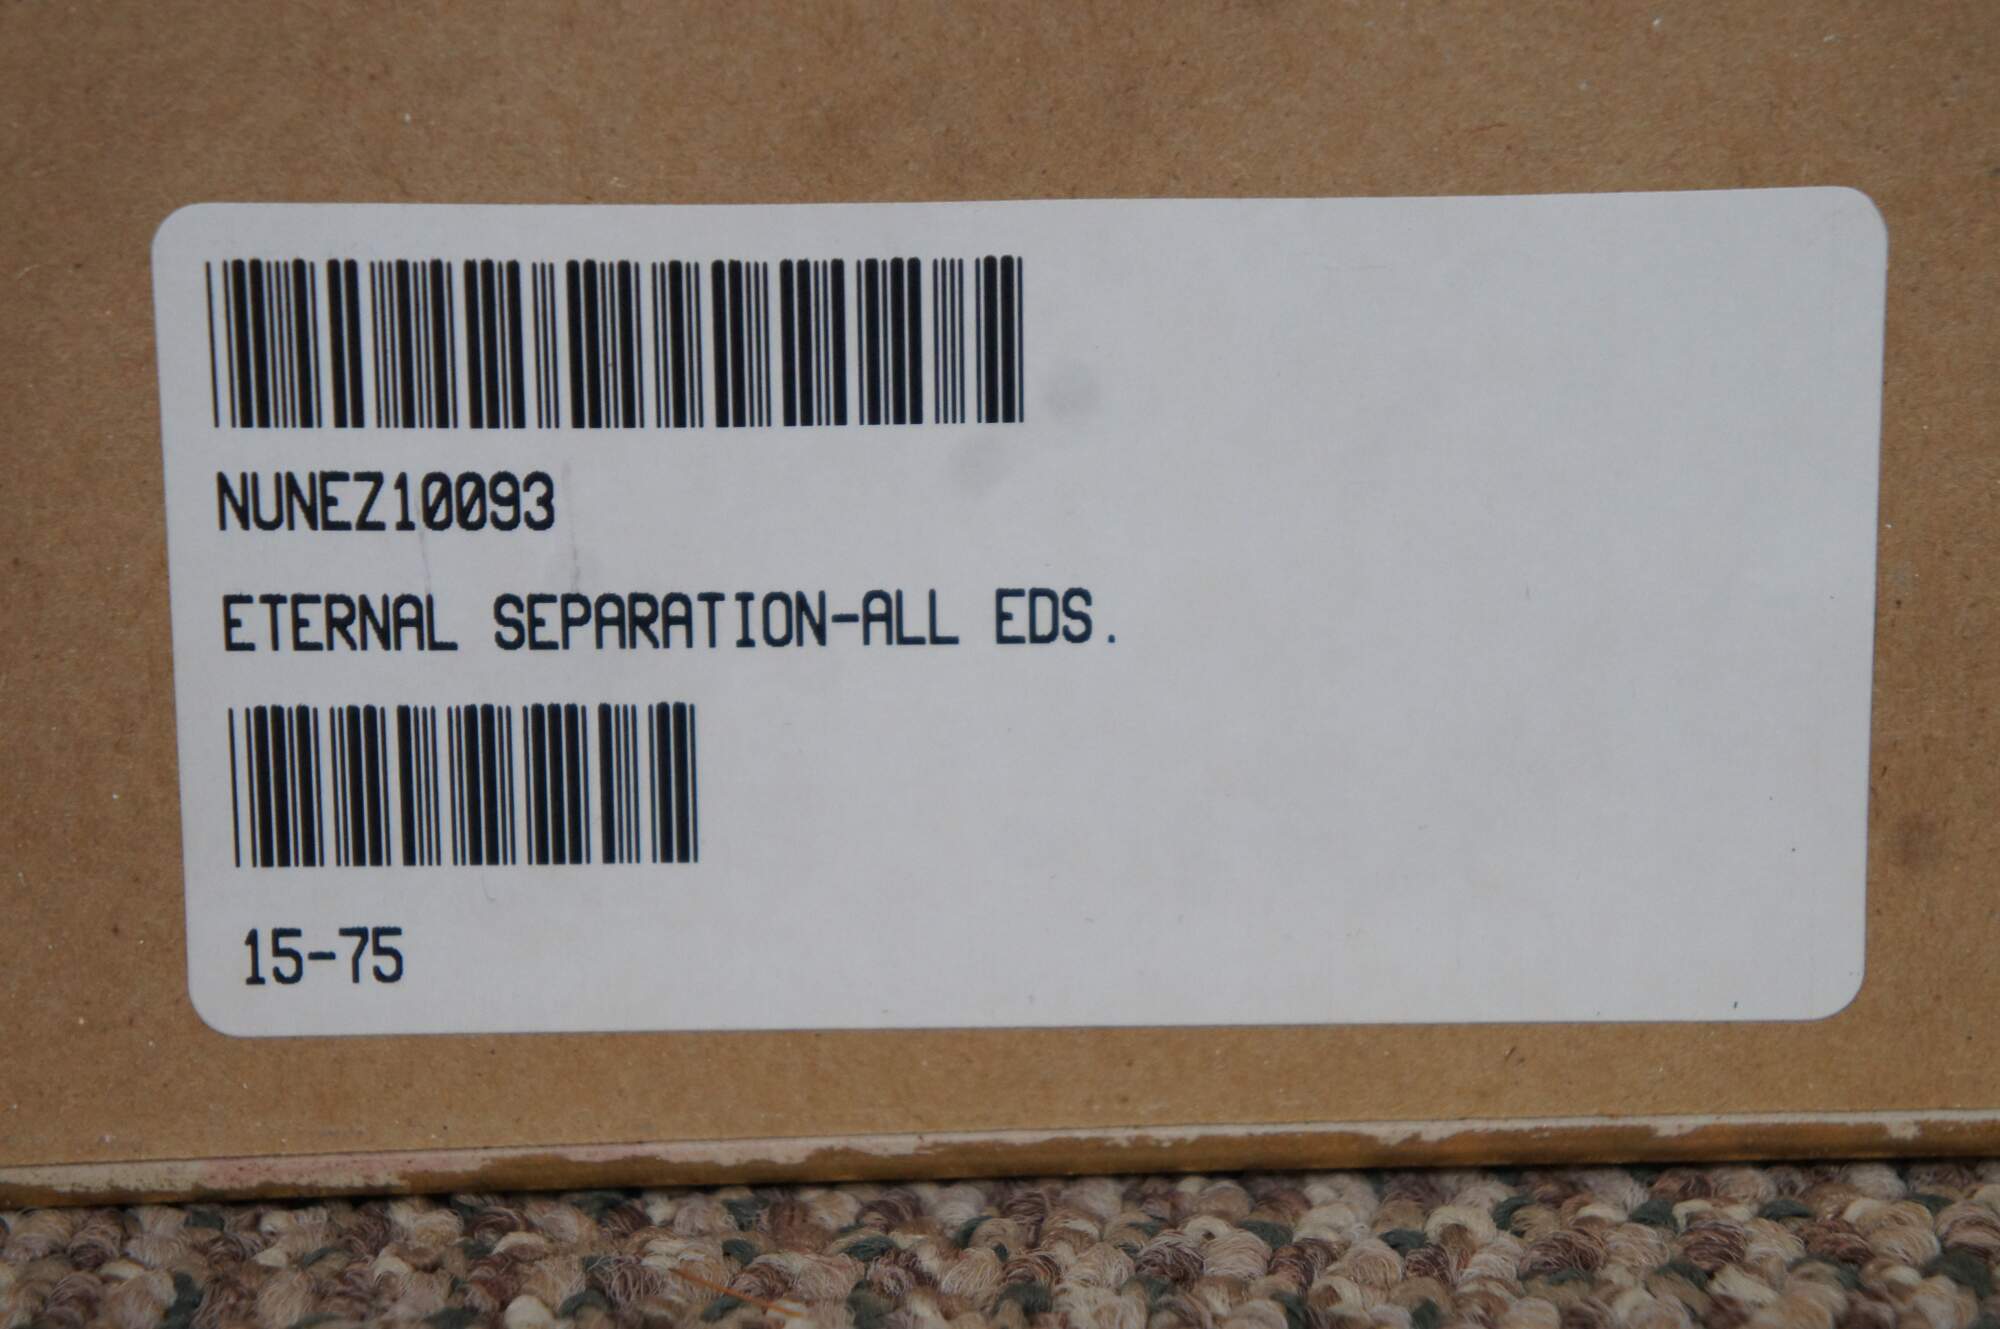 NUNEZ10093
ETERNAL SEPARATION-ALL EDS.
15-75